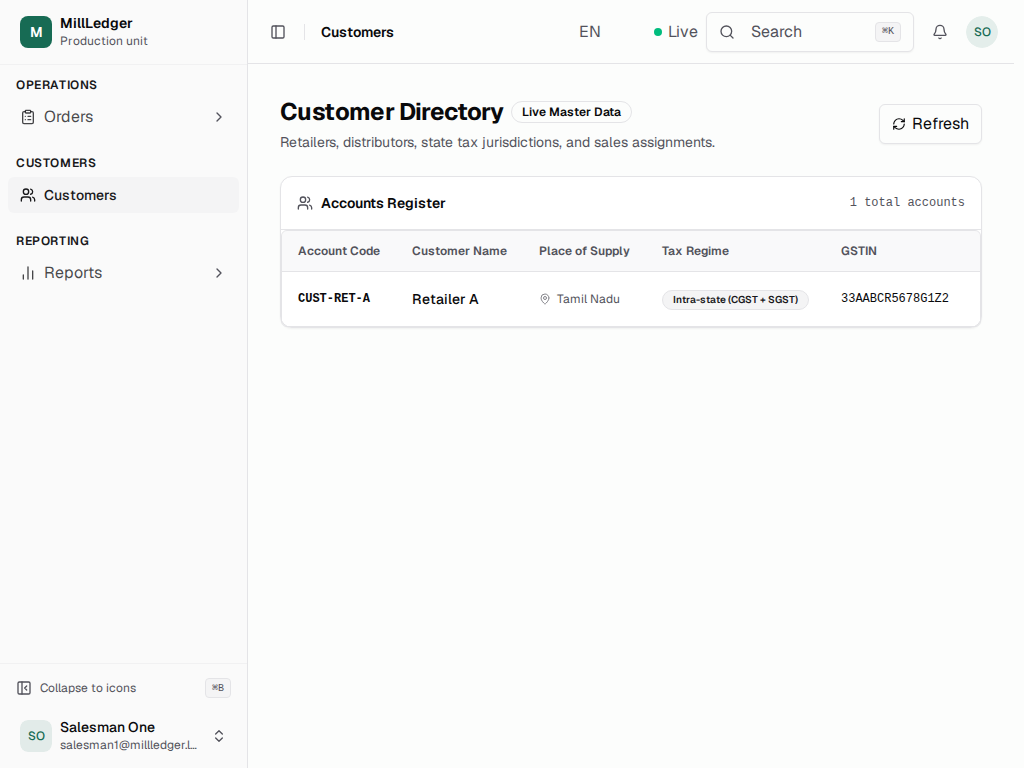 M
MillLedger
Production unit
OPERATIONS
Orders
CUSTOMERS
Customers
REPORTING
Reports
Collapse to icons ⌘B
SO
Salesman One
salesman1@millledger.l...
Customers EN Live Search ⌘K SO
Customer Directory Live Master Data
Retailers, distributors, state tax jurisdictions, and sales assignments.
Refresh
Accounts Register 1 total accounts
Account Code Customer Name Place of Supply Tax Regime GSTIN
CUST-RET-A Retailer A Tamil Nadu Intra-state (CGST + SGST) 33AABCR5678G1Z2